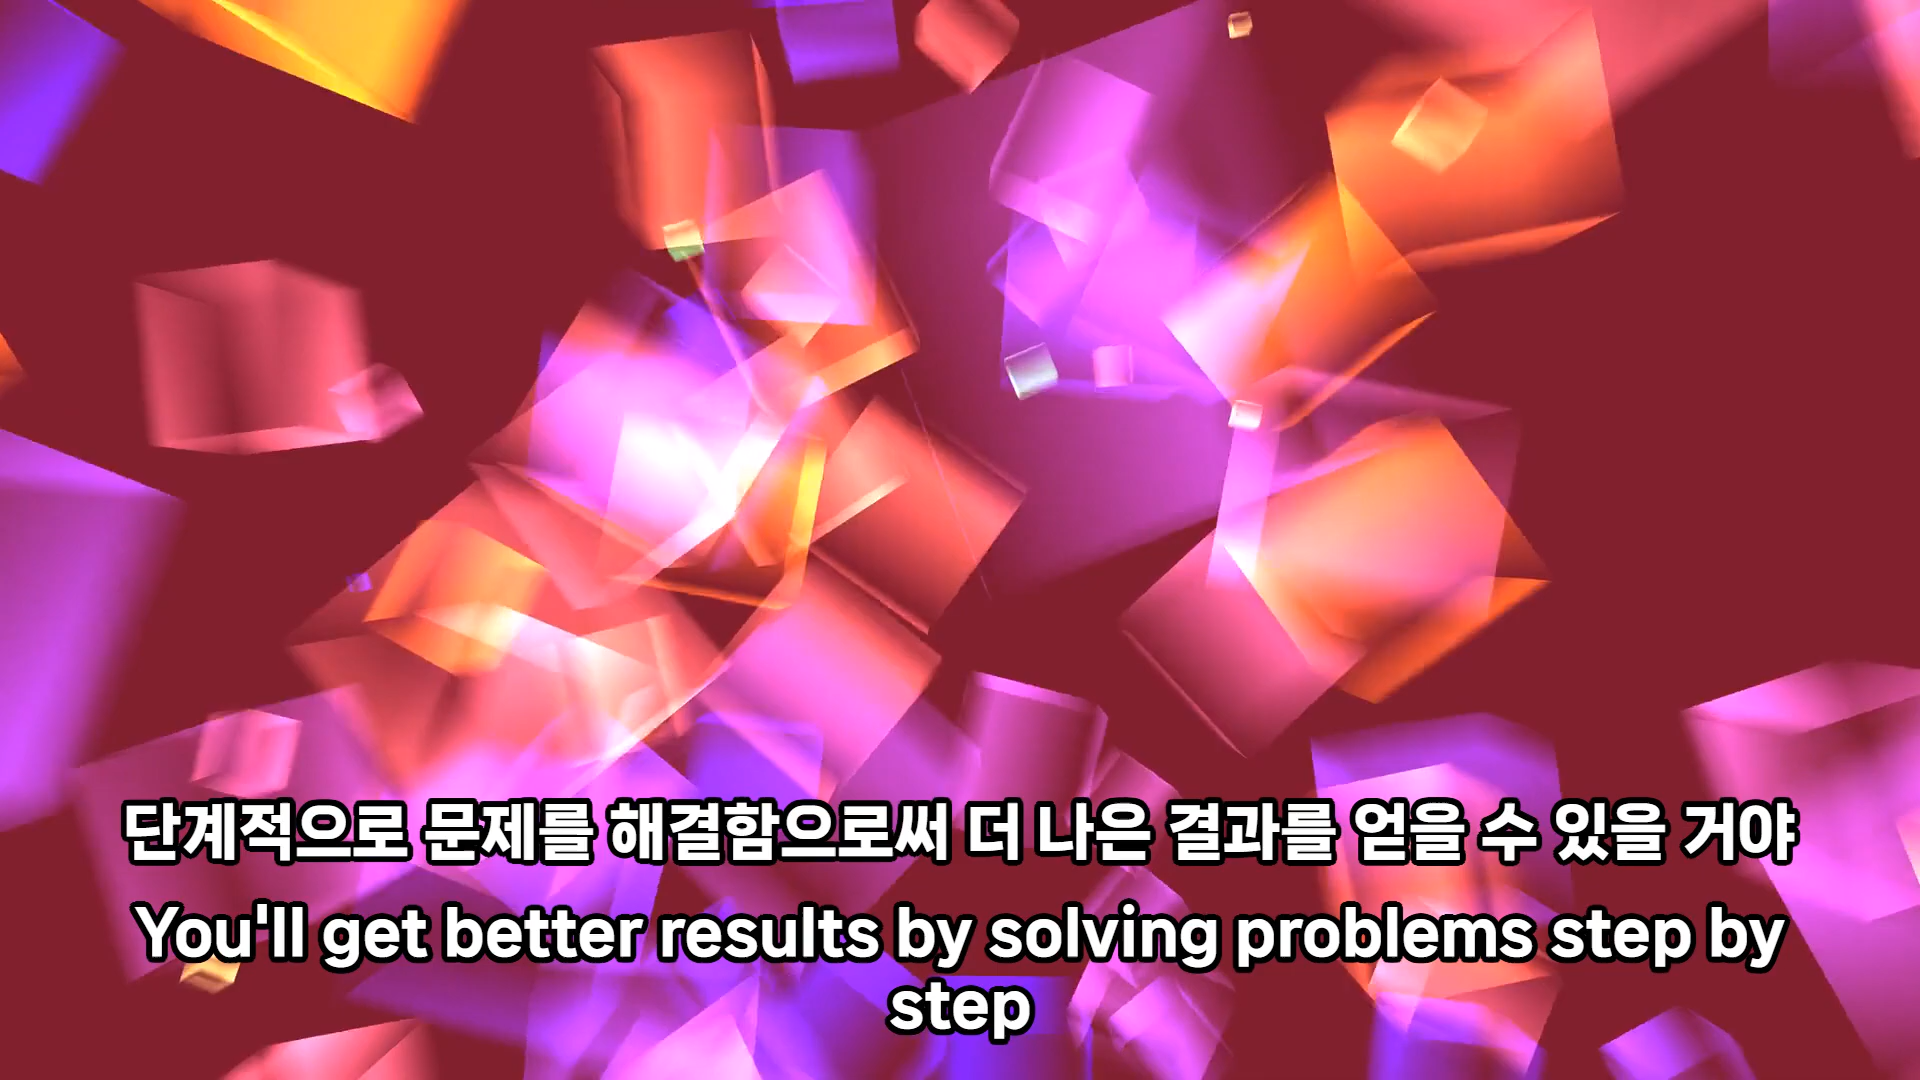 단계적으로 문제를 해결함으로써 더 나은 결과를 얻을 수 있을 거야
You'll get better results by solving problems step by
step